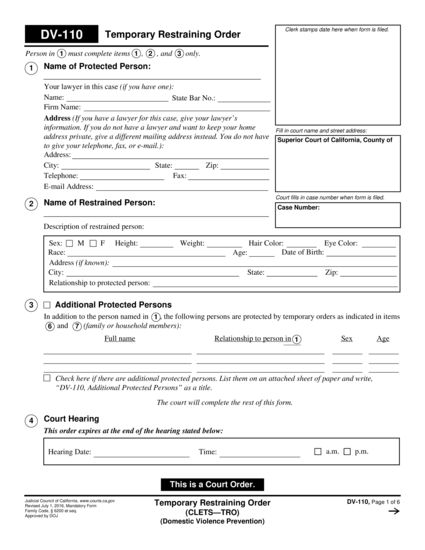 DV-110 Temporary Restraining Order
Clerk stamps date here when form is filed.
Person in 1 must complete items 1, 2, and 3 only.
1 Name of Protected Person:
Your lawyer in this case (if you have one):
Name: State Bar No.:
Firm Name:
Address (If you have a lawyer for this case, give your lawyer's
information. If you do not have a lawyer and want to keep your home
address private, give a different mailing address instead. You do not have
to give your telephone, fax, or e-mail.):
Address:
City: State: Zip:
Telephone: Fax:
E-mail Address:
Fill in court name and street address:
Superior Court of California, County of
Court fills in case number when form is filed.
Case Number:
2 Name of Restrained Person:
Description of restrained person:
Sex: M F Height: Weight: Hair Color: Eye Color:
Race: Age: Date of Birth:
Address (if known):
City: State: Zip:
Relationship to protected person:
3 Additional Protected Persons
In addition to the person named in 1, the following persons are protected by temporary orders as indicated in items
6 and 7 (family or household members):
Full name Relationship to person in 1 Sex Age
Check here if there are additional protected persons. List them on an attached sheet of paper and write,
"DV-110, Additional Protected Persons" as a title.
The court will complete the rest of this form.
4 Court Hearing
This order expires at the end of the hearing stated below:
Hearing Date: Time: a.m. p.m.
This is a Court Order.
Judicial Council of California, www.courts.ca.gov
Revised July 1, 2016, Mandatory Form
Family Code, § 6200 et seq.
Approved by DOJ
Temporary Restraining Order
(CLETS—TRO)
(Domestic Violence Prevention)
DV-110, Page 1 of 6